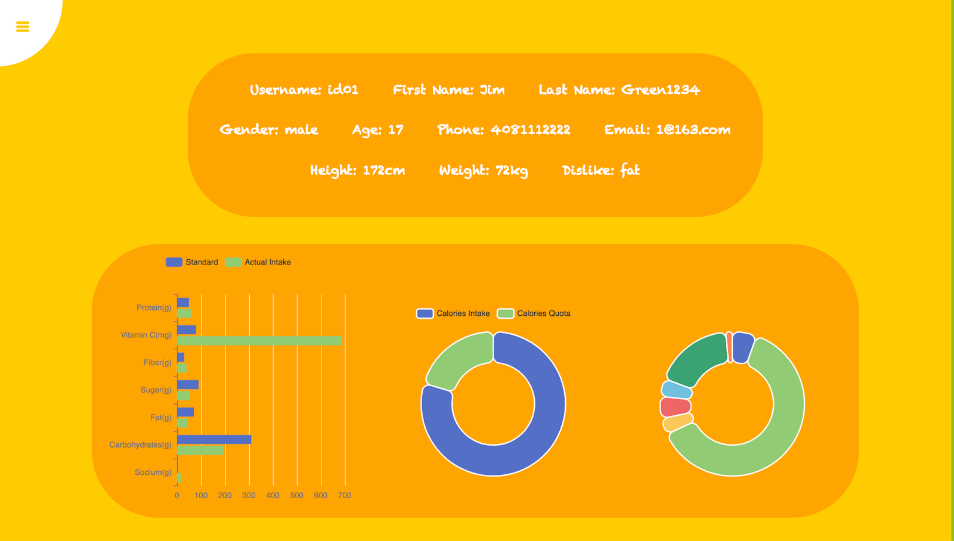 Username: id01 First Name: Jim Last Name: Green1234
Gender: male Age: 17 Phone: 4081112222 Email: 1@163.com
Height: 172cm Weight: 72kg Dislike: fat
Standard Actual Intake
Protein(g)
Vitamin C(mg)
Fiber(g)
Suger(g)
Fat(g)
Carbohydrates(g)
Sodium(g)
0 100 200 300 400 500 600 700
Calories Intake Calories Quota